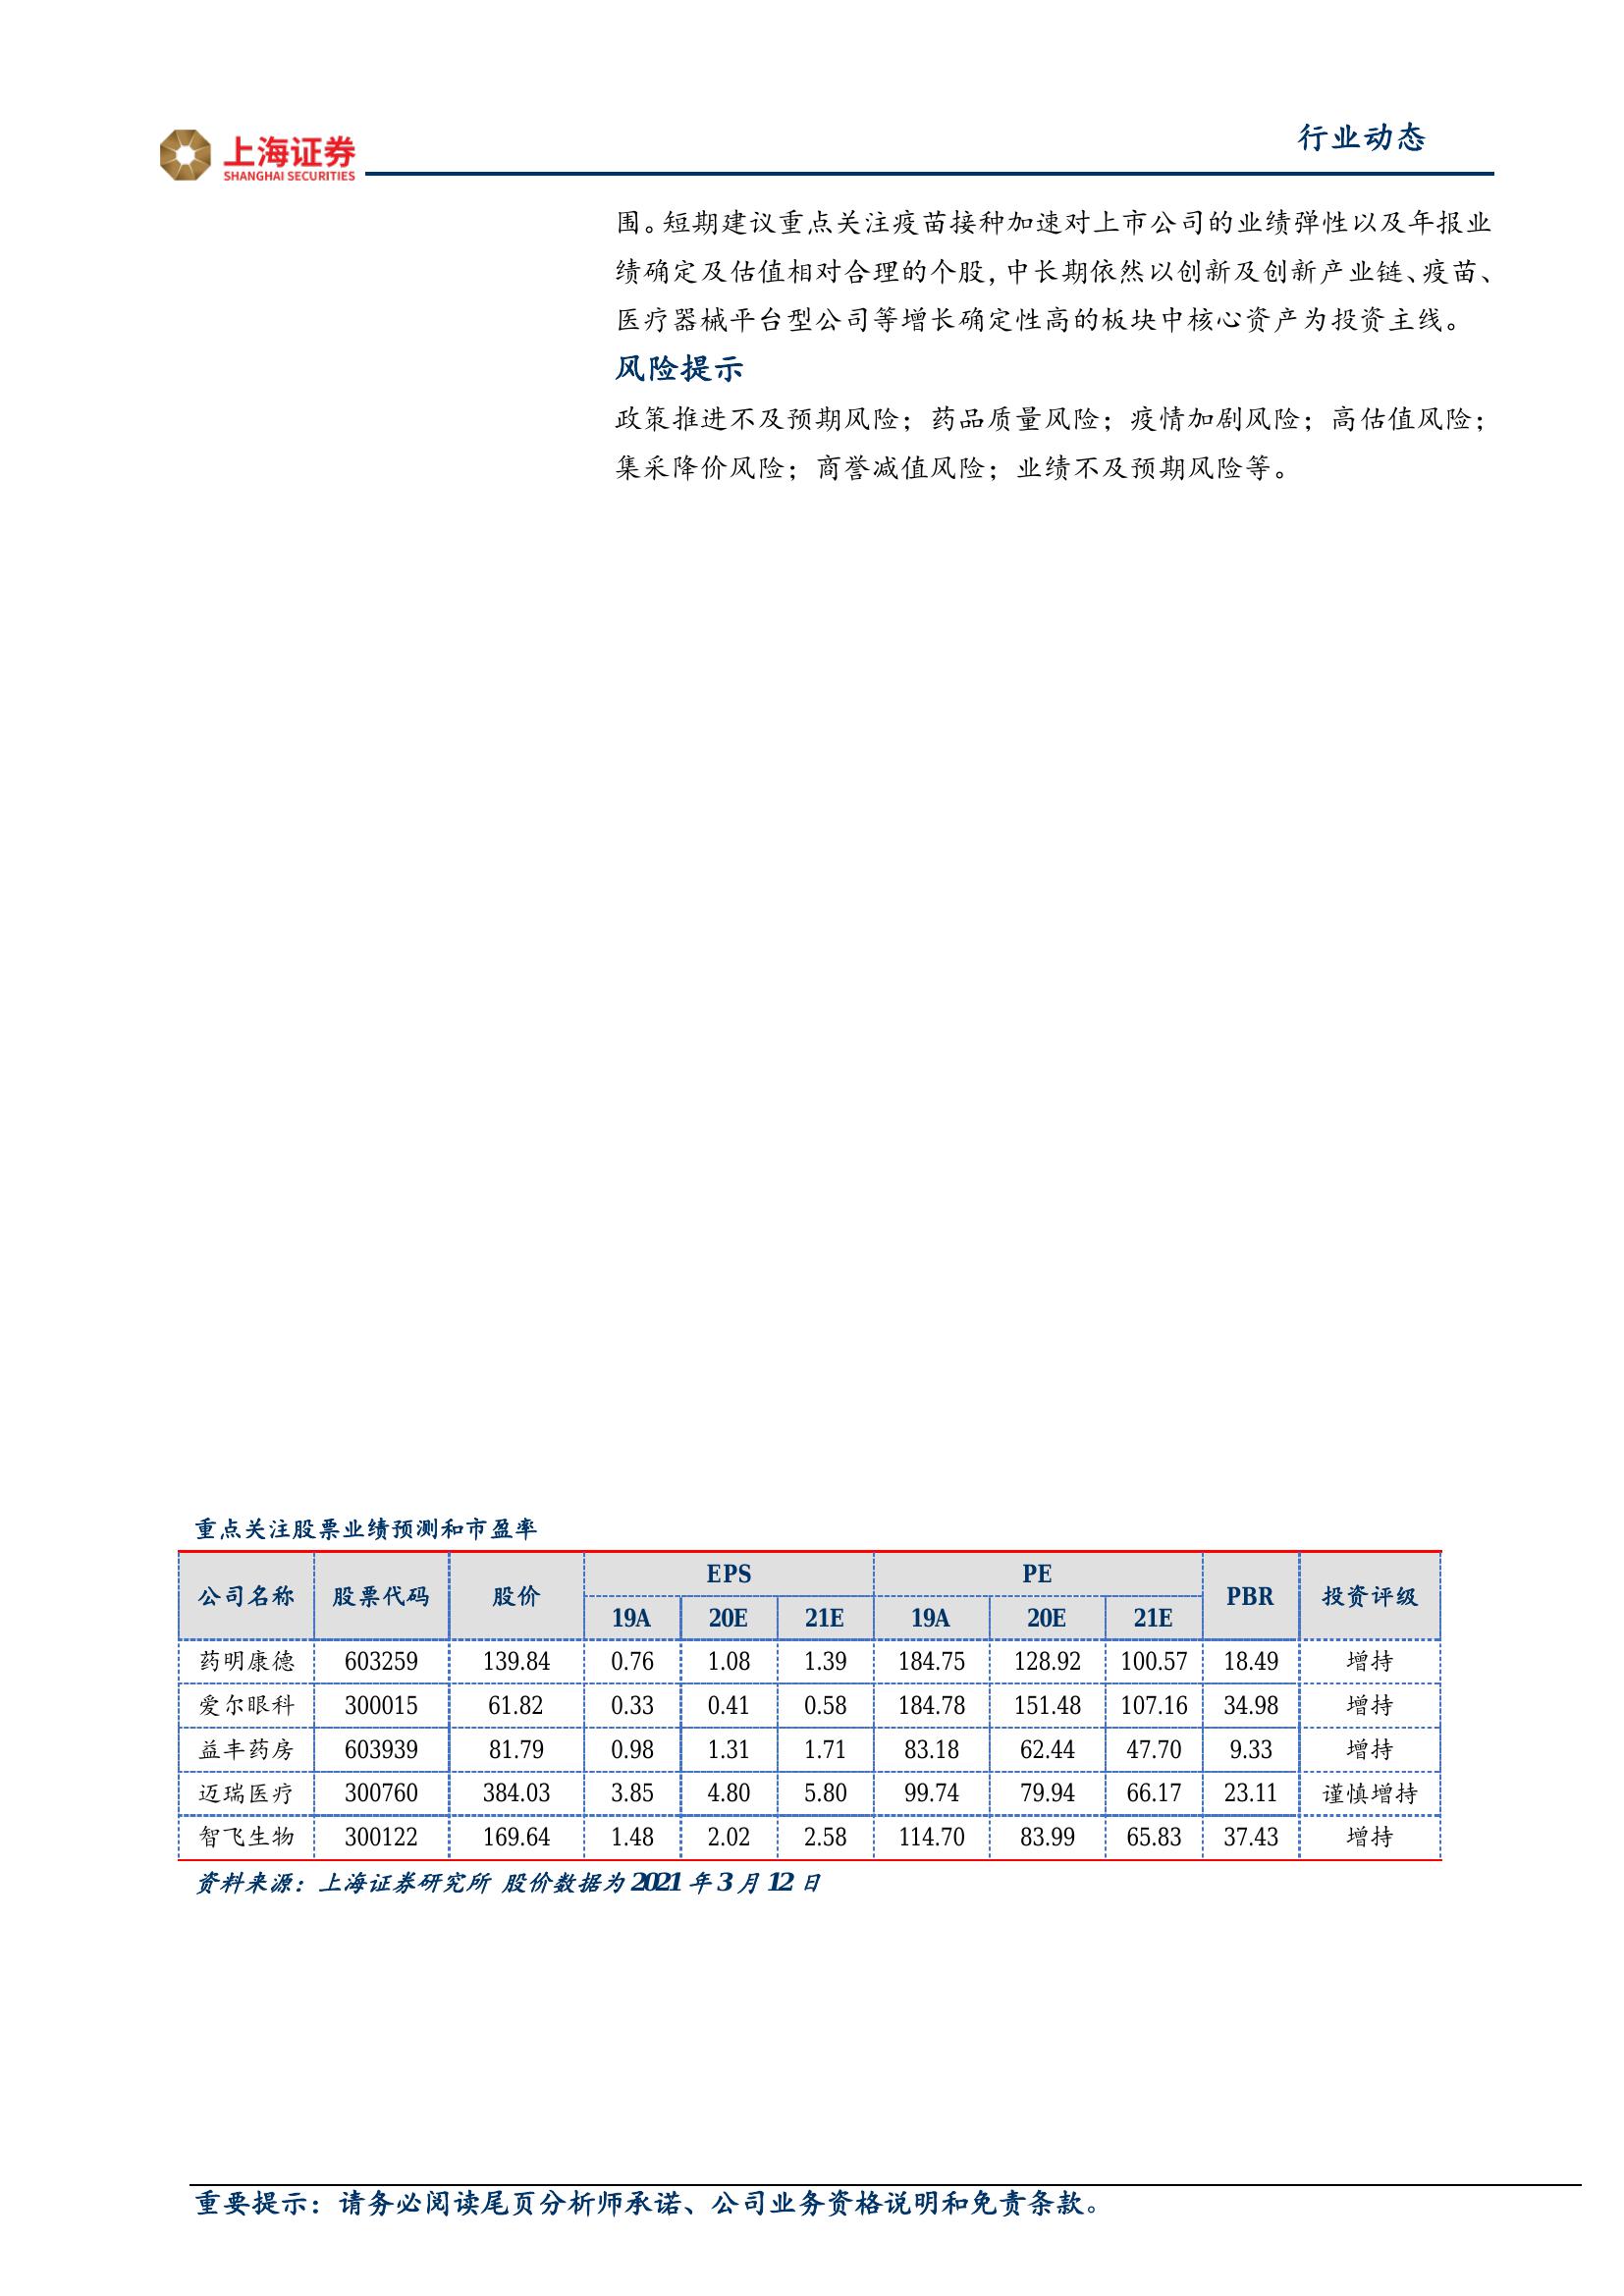 上海证券
SHANGHAI SECURITIES
行业动态
围。短期建议重点关注疫苗接种加速对上市公司的业绩弹性以及年报业
绩确定及估值相对合理的个股，中长期依然以创新及创新产业链、疫苗、
医疗器械平台型公司等增长确定性高的板块中核心资产为投资主线。
风险提示
政策推进不及预期风险；药品质量风险；疫情加剧风险；高估值风险；
集采降价风险；商誉减值风险；业绩不及预期风险等。
重点关注股票业绩预测和市盈率
公司名称 股票代码 股价 EPS PE PBR 投资评级
19A 20E 21E 19A 20E 21E
药明康德 603259 139.84 0.76 1.08 1.39 184.75 128.92 100.57 18.49 增持
爱尔眼科 300015 61.82 0.33 0.41 0.58 184.78 151.48 107.16 34.98 增持
益丰药房 603939 81.79 0.98 1.31 1.71 83.18 62.44 47.70 9.33 增持
迈瑞医疗 300760 384.03 3.85 4.80 5.80 99.74 79.94 66.17 23.11 谨慎增持
智飞生物 300122 169.64 1.48 2.02 2.58 114.70 83.99 65.83 37.43 增持
资料来源：上海证券研究所 股价数据为 2021 年 3 月 12 日
重要提示：请务必阅读尾页分析师承诺、公司业务资格说明和免责条款。